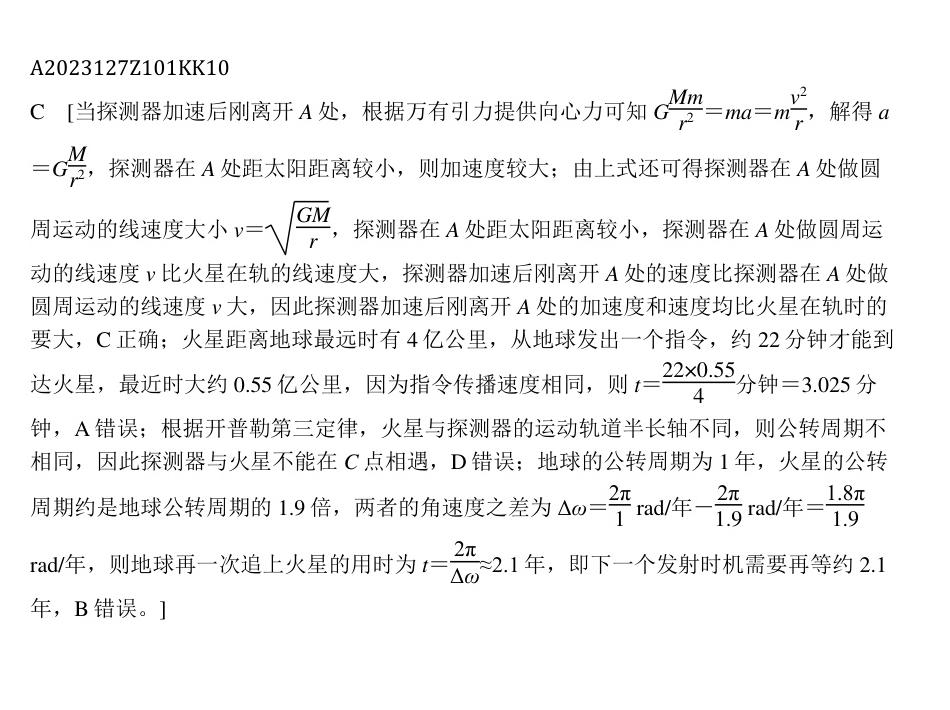 A2023127Z101KK10
C　[当探测器加速后刚离开 A 处，根据万有引力提供向心力可知 G\frac{Mm}{r^2}＝ma＝m\frac{v^2}{r}，解得 a
＝G\frac{M}{r^2}，探测器在 A 处距太阳距离较小，则加速度较大；由上式还可得探测器在 A 处做圆
周运动的线速度大小 v＝\sqrt{\frac{GM}{r}}，探测器在 A 处距太阳距离较小，探测器在 A 处做圆周运
动的线速度 v 比火星在轨的线速度大，探测器加速后刚离开 A 处的速度比探测器在 A 处做
圆周运动的线速度 v 大，因此探测器加速后刚离开 A 处的加速度和速度均比火星在轨时的
要大，C 正确；火星距离地球最远时有 4 亿公里，从地球发出一个指令，约 22 分钟才能到
达火星，最近时大约 0.55 亿公里，因为指令传播速度相同，则 t＝\frac{22×0.55}{4}分钟＝3.025 分
钟，A 错误；根据开普勒第三定律，火星与探测器的运动轨道半长轴不同，则公转周期不
相同，因此探测器与火星不能在 C 点相遇，D 错误；地球的公转周期为 1 年，火星的公转
周期约是地球公转周期的 1.9 倍，两者的角速度之差为 Δω＝\frac{2π}{1} rad/年－\frac{2π}{1.9} rad/年＝\frac{1.8π}{1.9}
rad/年，则地球再一次追上火星的用时为 t＝\frac{2π}{Δω}≈2.1 年，即下一个发射时机需要再等约 2.1
年，B 错误。]